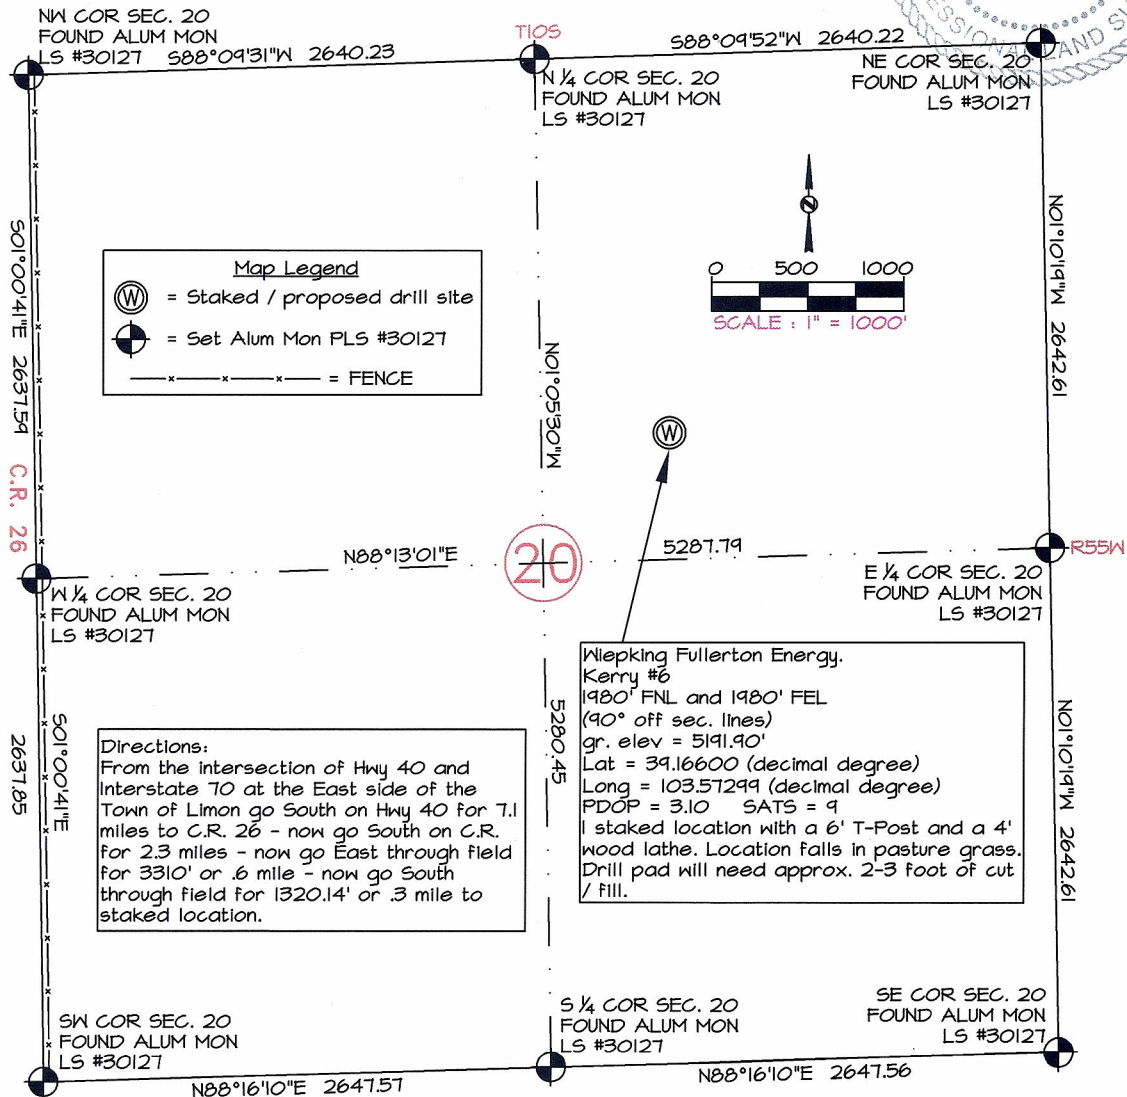 NW COR SEC. 20
FOUND ALUM MON
LS #30127
S88°09'31"W 2640.23
T10S
S88°09'52"W 2640.22
N 1/4 COR SEC. 20
FOUND ALUM MON
LS #30127
NE COR SEC. 20
FOUND ALUM MON
LS #30127
S01°00'41"E 2637.59
C.R. 26
Map Legend
W = Staked / proposed drill site
= Set Alum Mon PLS #30127
= FENCE
N
0 500 1000
SCALE : 1" = 1000'
N01°10'19"W 2642.61
N01°05'30"W
W
N88°13'01"E
20
5287.79
R55W
W 1/4 COR SEC. 20
FOUND ALUM MON
LS #30127
E 1/4 COR SEC. 20
FOUND ALUM MON
LS #30127
S01°00'41"E
2637.85
Directions:
From the intersection of Hwy 40 and
Interstate 70 at the East side of the
Town of Limon go South on Hwy 40 for 7.1
miles to C.R. 26 - now go South on C.R.
for 2.3 miles - now go East through field
for 3310' or .6 mile - now go South
through field for 1320.14' or .3 mile to
staked location.
5280.45
Wiepking Fullerton Energy.
Kerry #6
1980' FNL and 1980' FEL
(90° off sec. lines)
gr. elev = 5191.90'
Lat = 39.16600 (decimal degree)
Long = 103.57299 (decimal degree)
PDOP = 3.10 SATS = 9
I staked location with a 6' T-Post and a 4'
wood lathe. Location falls in pasture grass.
Drill pad will need approx. 2-3 foot of cut
/ fill.
N01°10'19"W 2642.61
SW COR SEC. 20
FOUND ALUM MON
LS #30127
N88°16'10"E 2647.57
S 1/4 COR SEC. 20
FOUND ALUM MON
LS #30127
N88°16'10"E 2647.56
SE COR SEC. 20
FOUND ALUM MON
LS #30127